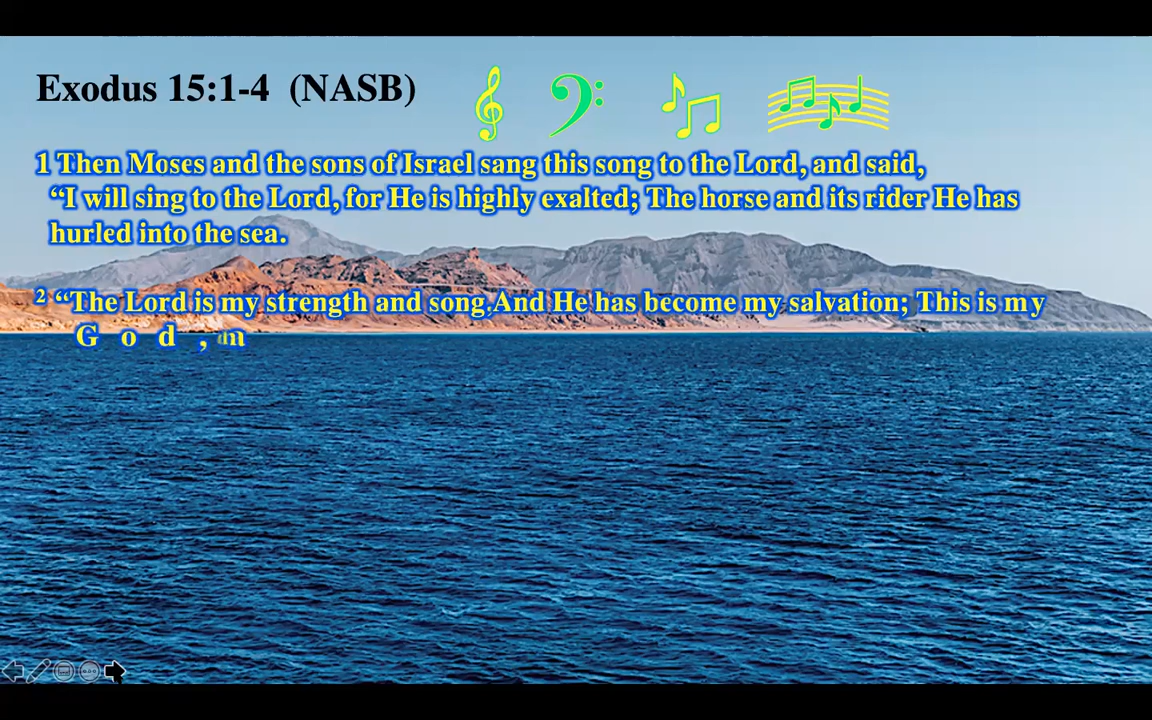 Exodus 15:1-4 (NASB)
1 Then Moses and the sons of Israel sang this song to the Lord, and said,
“I will sing to the Lord, for He is highly exalted; The horse and its rider He has
hurled into the sea.
2 “The Lord is my strength and song, And He has become my salvation; This is my
God, m